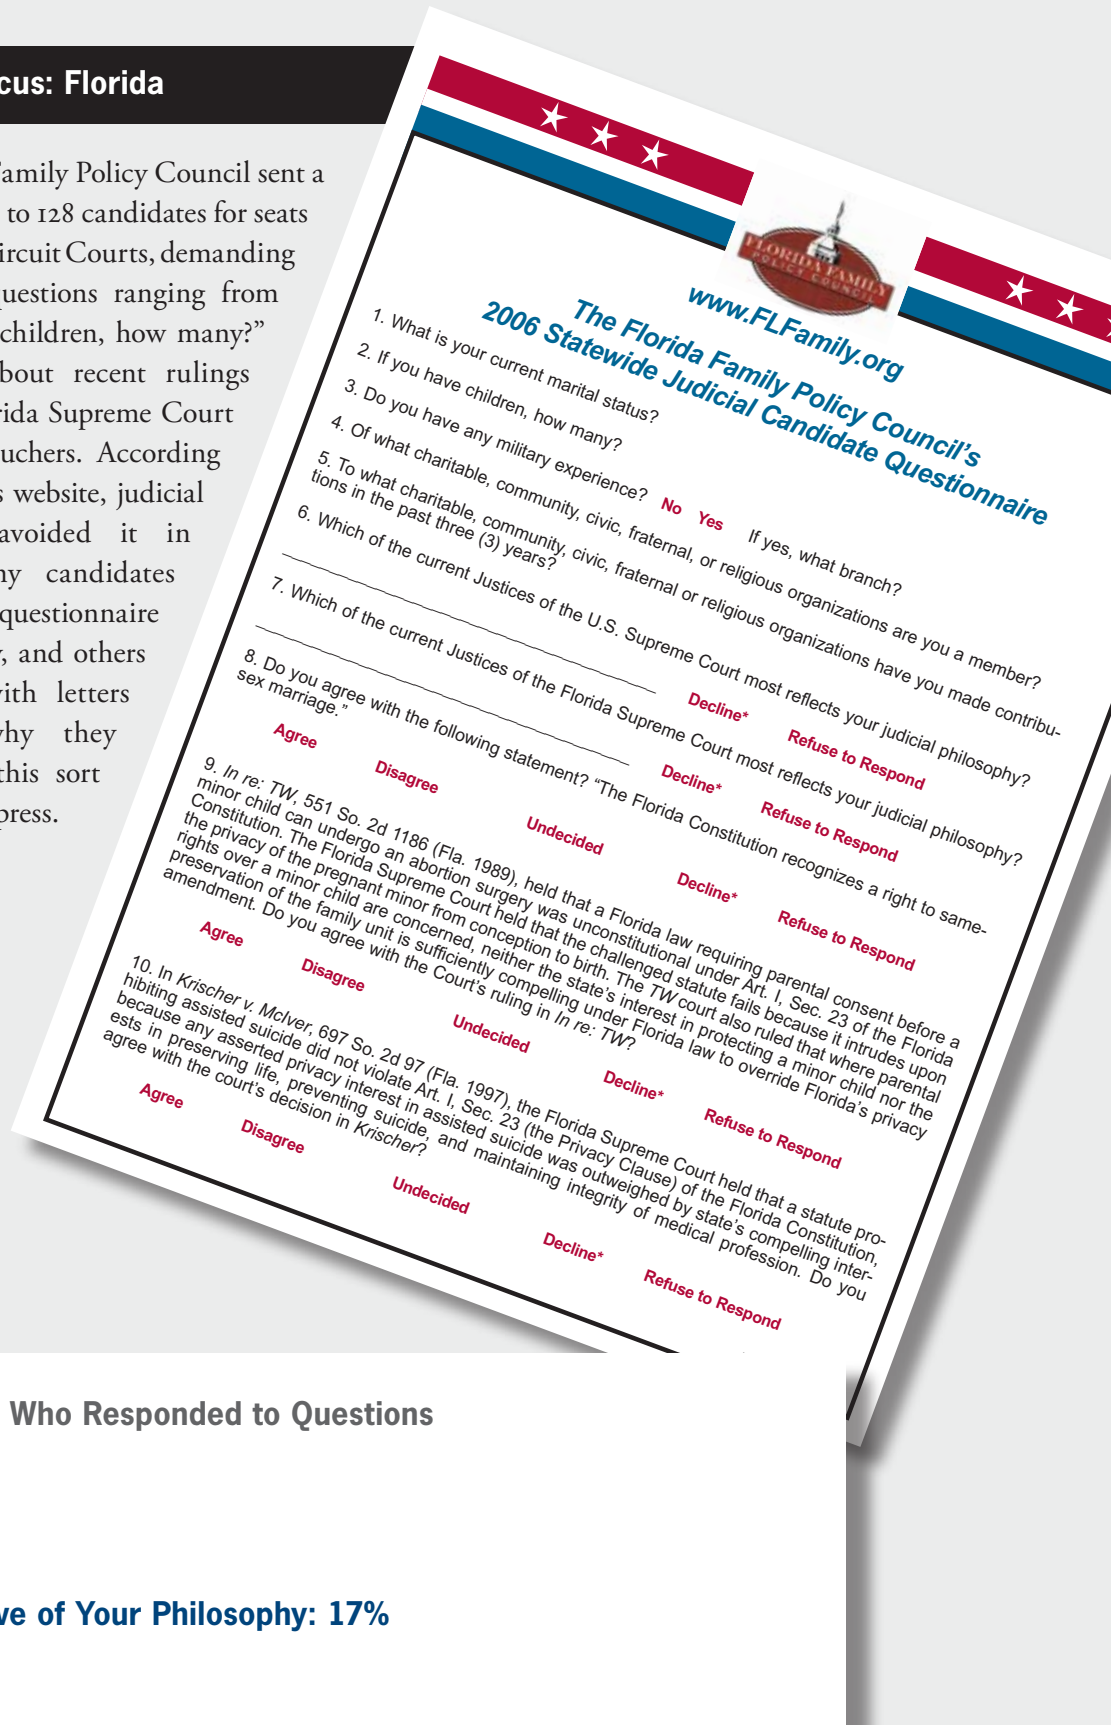 cus: Florida
Family Policy Council sent a
to 128 candidates for seats
ircuit Courts, demanding
uestions ranging from
children, how many?”
bout recent rulings
rida Supreme Court
uchers. According
s website, judicial
avoided it in
ny candidates
questionnaire
y, and others
with letters
why they
this sort
press.
FLORIDA FAMILY
POLICY COUNCIL
www.FLFamily.org
The Florida Family Policy Council’s
2006 Statewide Judicial Candidate Questionnaire
1. What is your current marital status?
2. If you have children, how many?
3. Do you have any military experience? No Yes If yes, what branch?
4. Of what charitable, community, civic, fraternal, or religious organizations are you a member?
5. To what charitable, community, civic, fraternal or religious organizations have you made contribu-
tions in the past three (3) years?
6. Which of the current Justices of the U.S. Supreme Court most reflects your judicial philosophy?
Decline* Refuse to Respond
7. Which of the current Justices of the Florida Supreme Court most reflects your judicial philosophy?
Decline* Refuse to Respond
8. Do you agree with the following statement? “The Florida Constitution recognizes a right to same-
sex marriage.”
Agree Disagree Undecided Decline* Refuse to Respond
9. In re: TW, 551 So. 2d 1186 (Fla. 1989), held that a Florida law requiring parental consent before a
minor child can undergo an abortion surgery was unconstitutional under Art. I, Sec. 23 of the Florida
Constitution. The Florida Supreme Court held that the challenged statute fails because it intrudes upon
the privacy of the pregnant minor from conception to birth. The TW court also ruled that where parental
rights over a minor child are concerned, neither the state’s interest in protecting a minor child nor the
preservation of the family unit is sufficiently compelling under Florida law to override Florida’s privacy
amendment. Do you agree with the Court’s ruling in In re: TW?
Agree Disagree Undecided Decline* Refuse to Respond
10. In Krischer v. McIver, 697 So. 2d 97 (Fla. 1997), the Florida Supreme Court held that a statute pro-
hibiting assisted suicide did not violate Art. I, Sec. 23 (the Privacy Clause) of the Florida Constitution,
because any asserted privacy interest in assisted suicide was outweighed by state’s compelling inter-
ests in preserving life, preventing suicide, and maintaining integrity of medical profession. Do you
agree with the court’s decision in Krischer?
Agree Disagree Undecided Decline* Refuse to Respond
Who Responded to Questions
ve of Your Philosophy: 17%